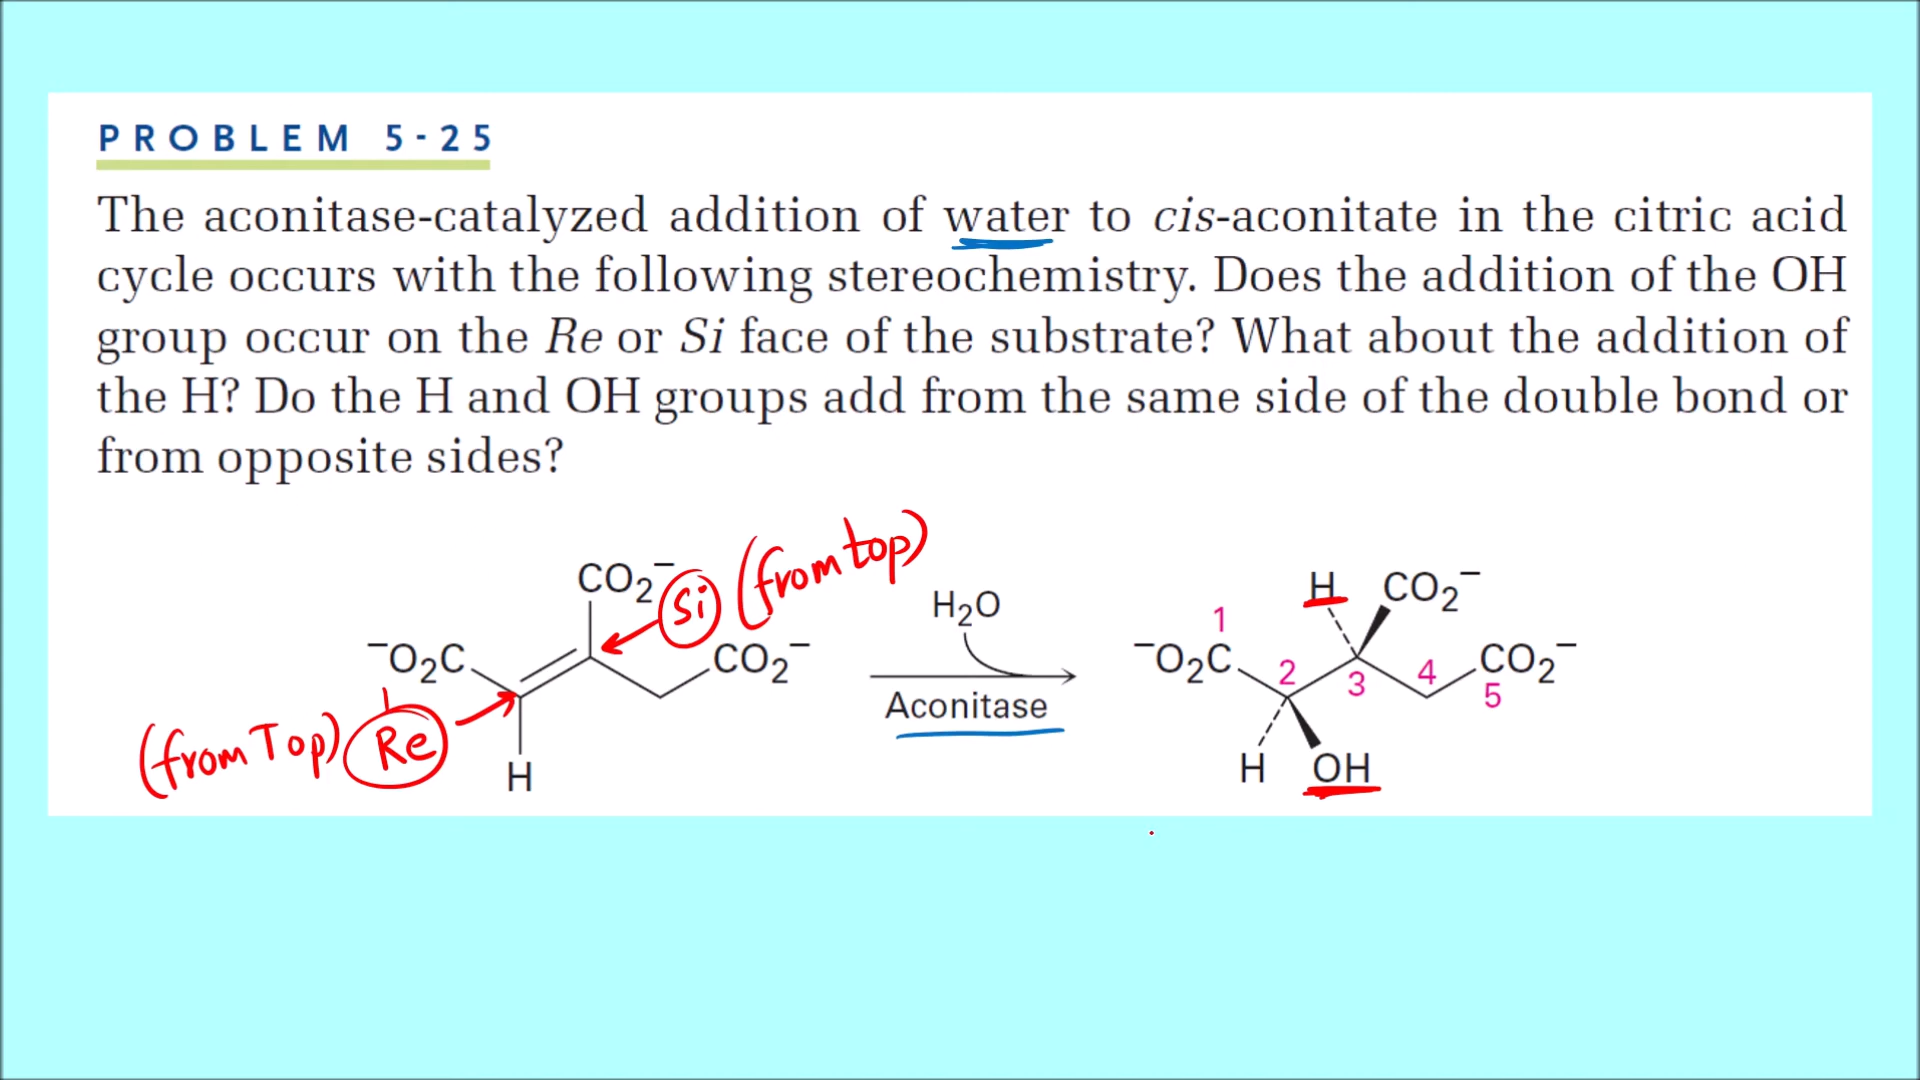 PROBLEM 5-25
The aconitase-catalyzed addition of water to cis-aconitate in the citric acid
cycle occurs with the following stereochemistry. Does the addition of the OH
group occur on the Re or Si face of the substrate? What about the addition of
the H? Do the H and OH groups add from the same side of the double bond or
from opposite sides?
CO₂⁻
Si (from top)
⁻O₂C
CO₂⁻
(from Top) Re
H
H₂O
Aconitase
H CO₂⁻
1
⁻O₂C 2 3 4 CO₂⁻
5
H OH